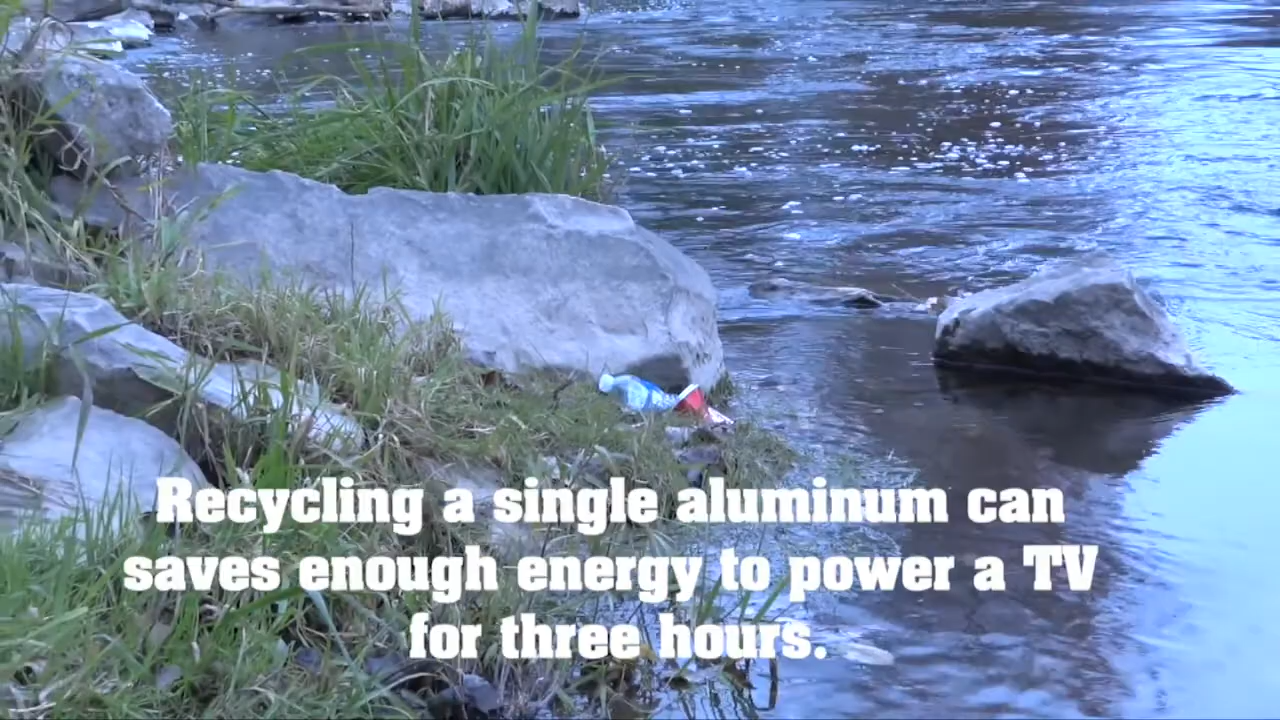 Recycling a single aluminum can
saves enough energy to power a TV
for three hours.